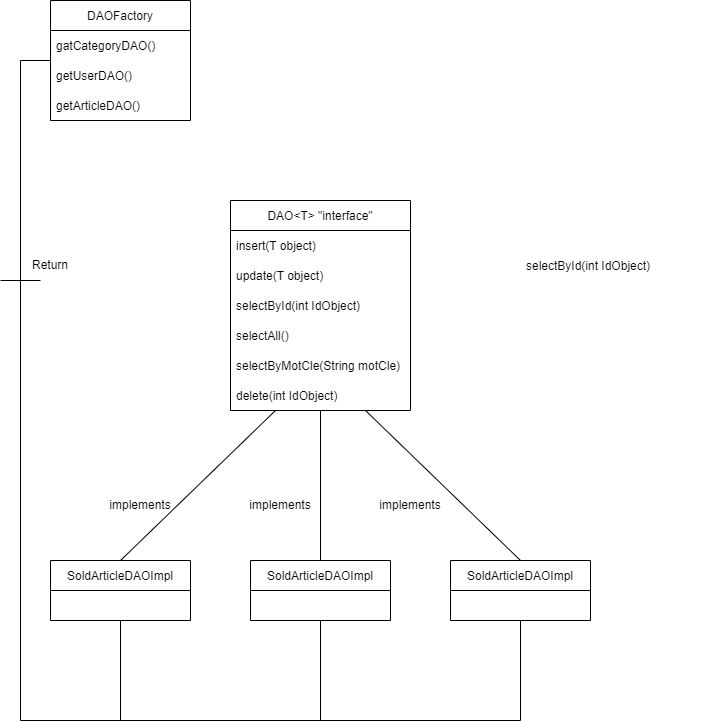 DAOFactory
gatCategoryDAO()
getUserDAO()
getArticleDAO()
DAO<T> "interface"
insert(T object)
update(T object)
selectById(int IdObject)
selectAll()
selectByMotCle(String motCle)
delete(int IdObject)
Return
selectById(int IdObject)
implements
implements
implements
SoldArticleDAOImpl
SoldArticleDAOImpl
SoldArticleDAOImpl